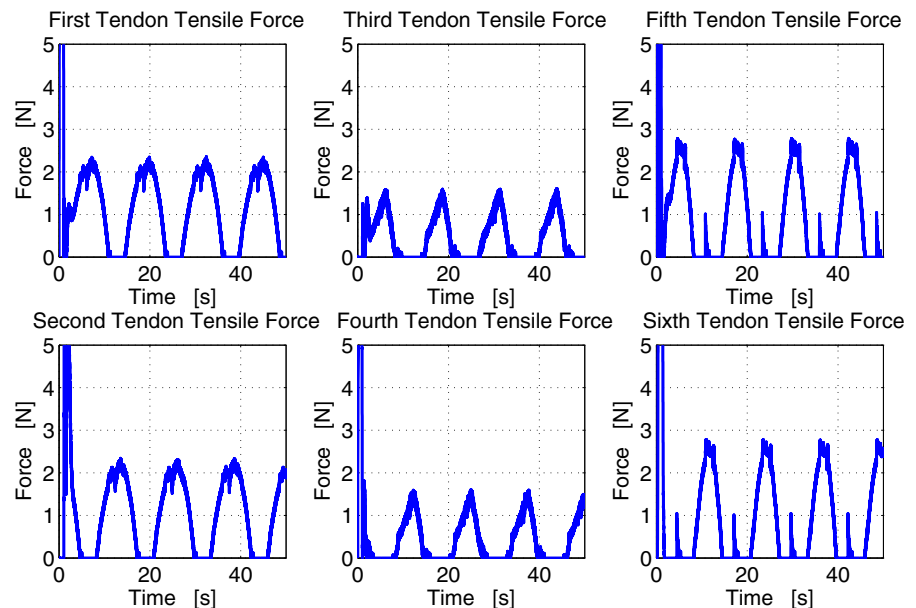 First Tendon Tensile Force
Third Tendon Tensile Force
Fifth Tendon Tensile Force
5
4
3
2
1
0
Force [N]
0 20 40
Time [s]
5
4
3
2
1
0
Force [N]
0 20 40
Time [s]
5
4
3
2
1
0
Force [N]
0 20 40
Time [s]
Second Tendon Tensile Force
Fourth Tendon Tensile Force
Sixth Tendon Tensile Force
5
4
3
2
1
0
Force [N]
0 20 40
Time [s]
5
4
3
2
1
0
Force [N]
0 20 40
Time [s]
5
4
3
2
1
0
Force [N]
0 20 40
Time [s]